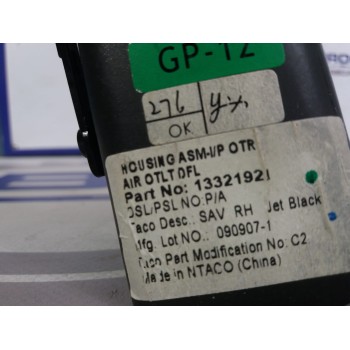 GP-12
276
OK
HOUSING ASM-I/P OTR
AIR OTLT DFL
Part No: 13321921
DSL/PSL NO. P/A
Taco Desc.: SAV RH Jet Black
Mfg. Lot NO.: 090907-1
Taco Part Modification No: C2
Made in NTACO (China)